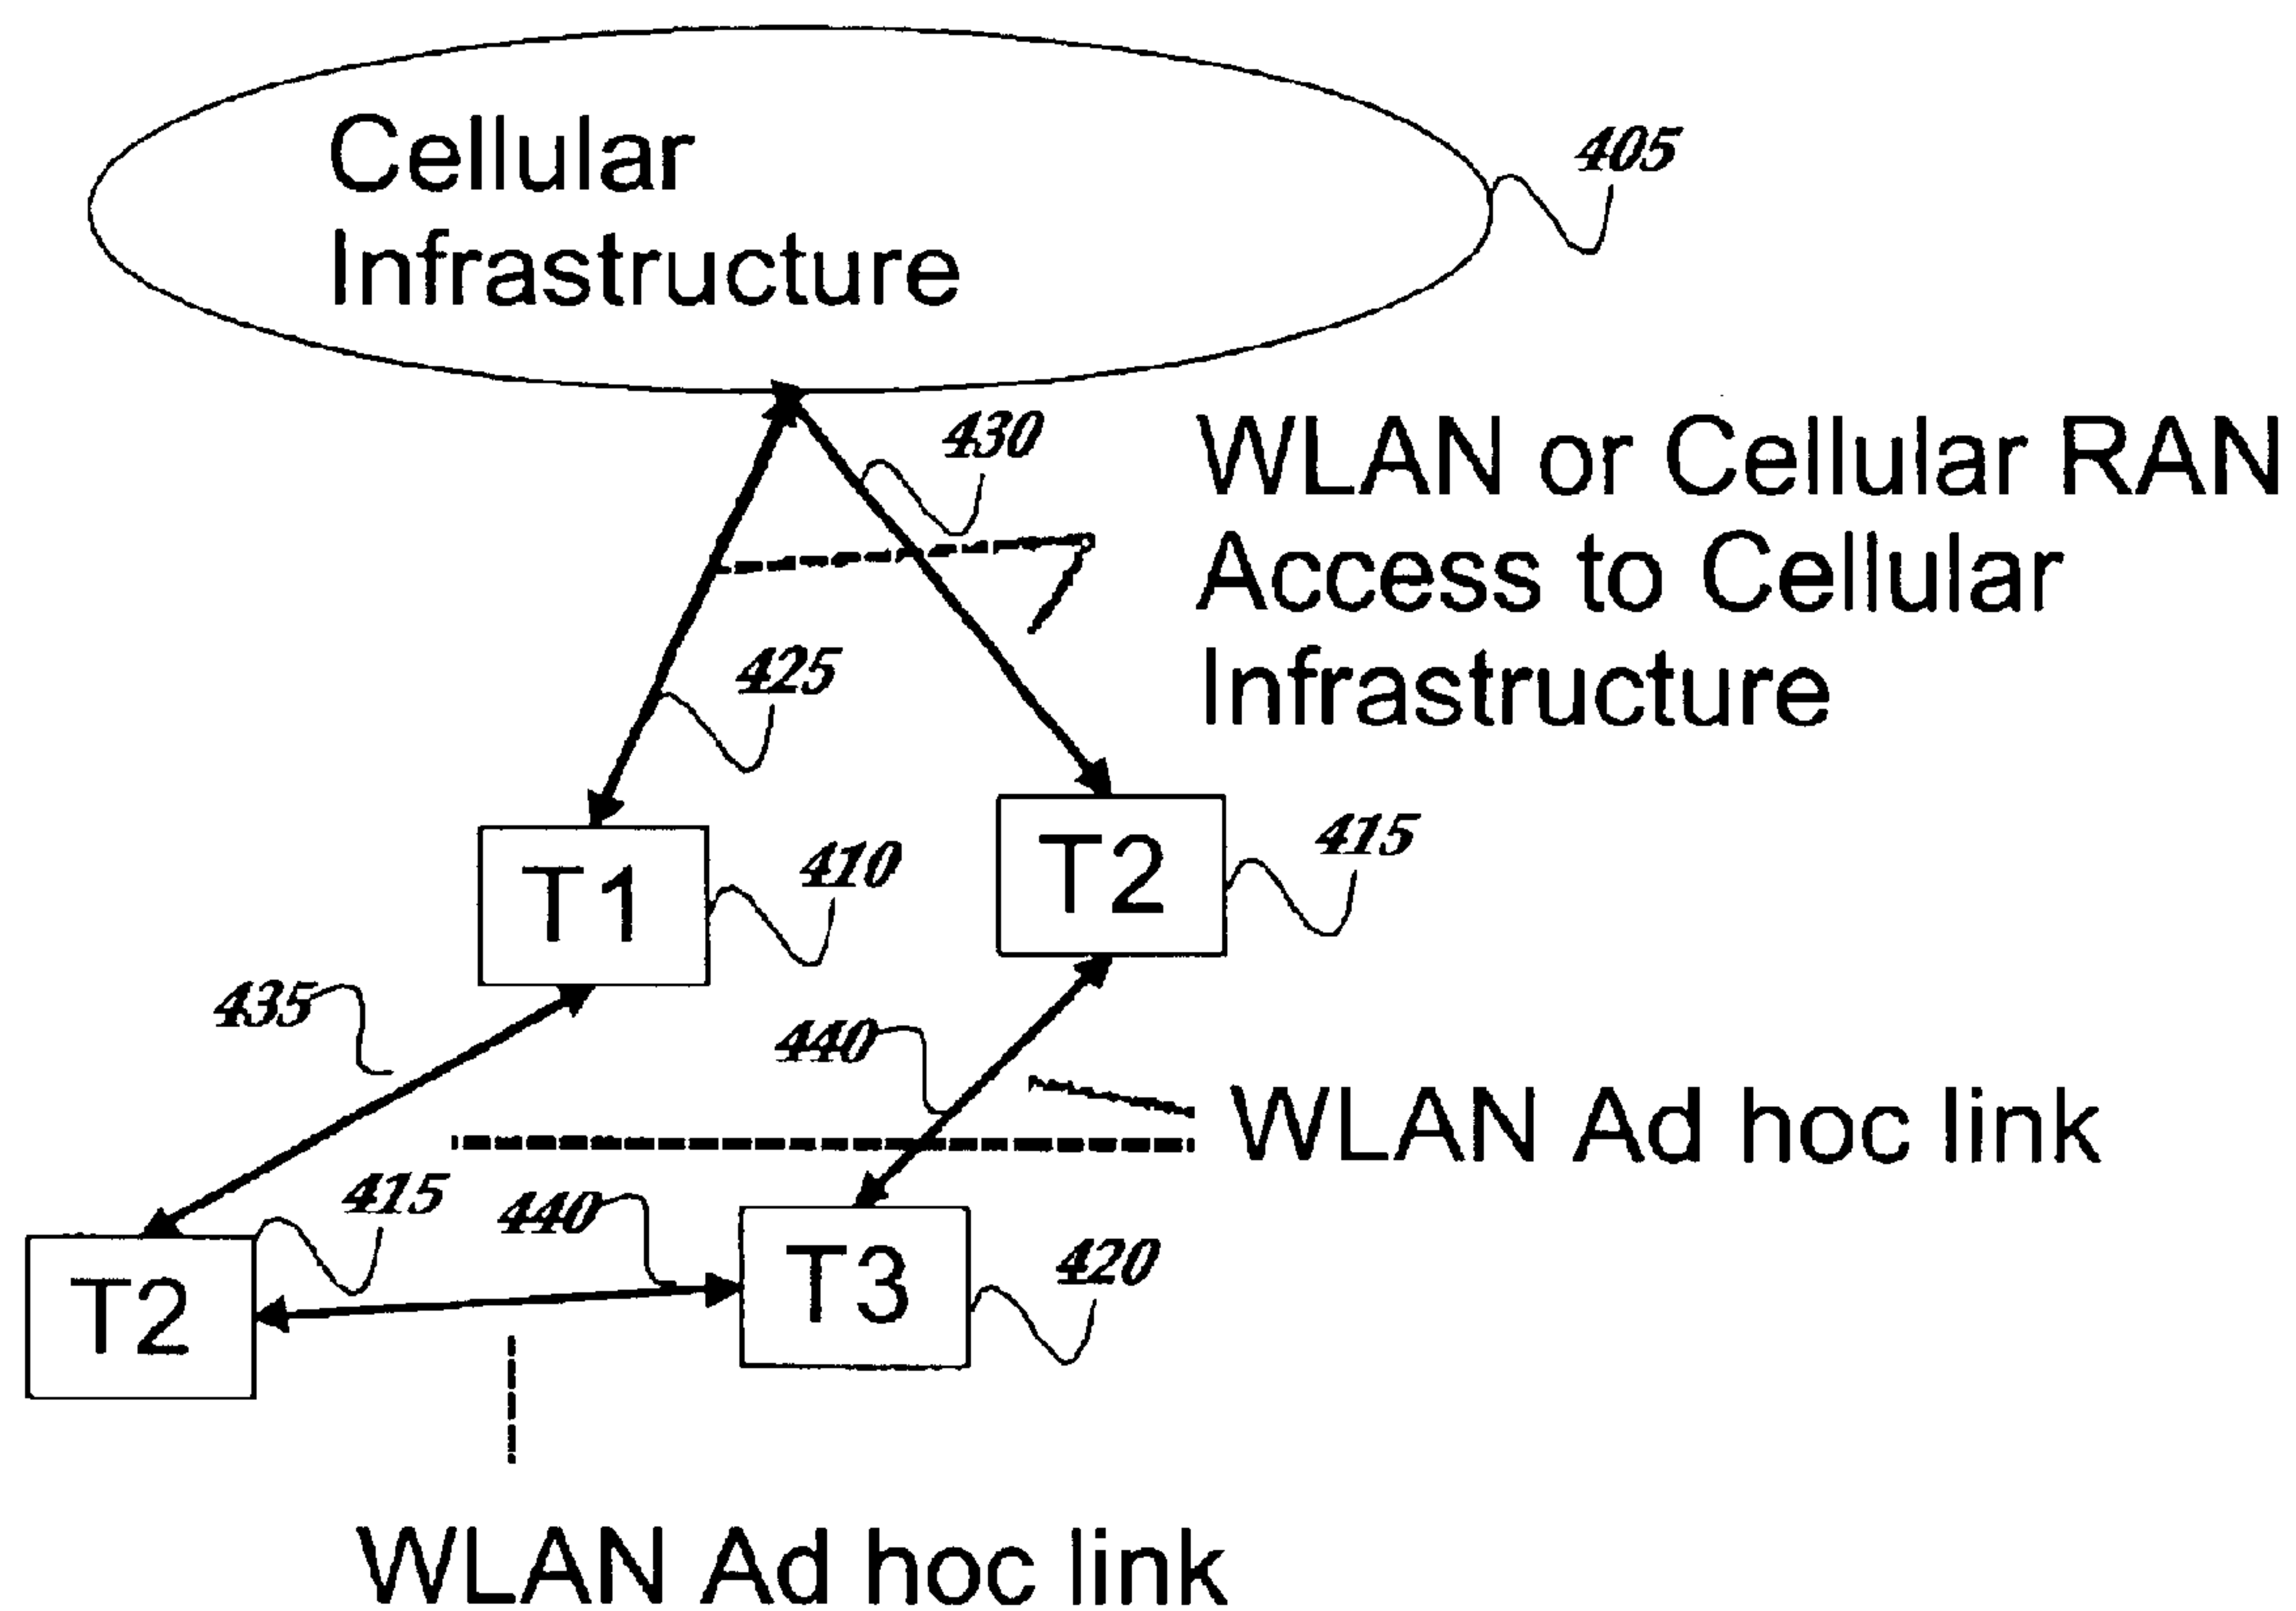 Cellular
Infrastructure
405
430
WLAN or Cellular RAN
Access to Cellular
Infrastructure
425
T1
410
T2
415
435
440
WLAN Ad hoc link
415
440
T2
T3
420
WLAN Ad hoc link